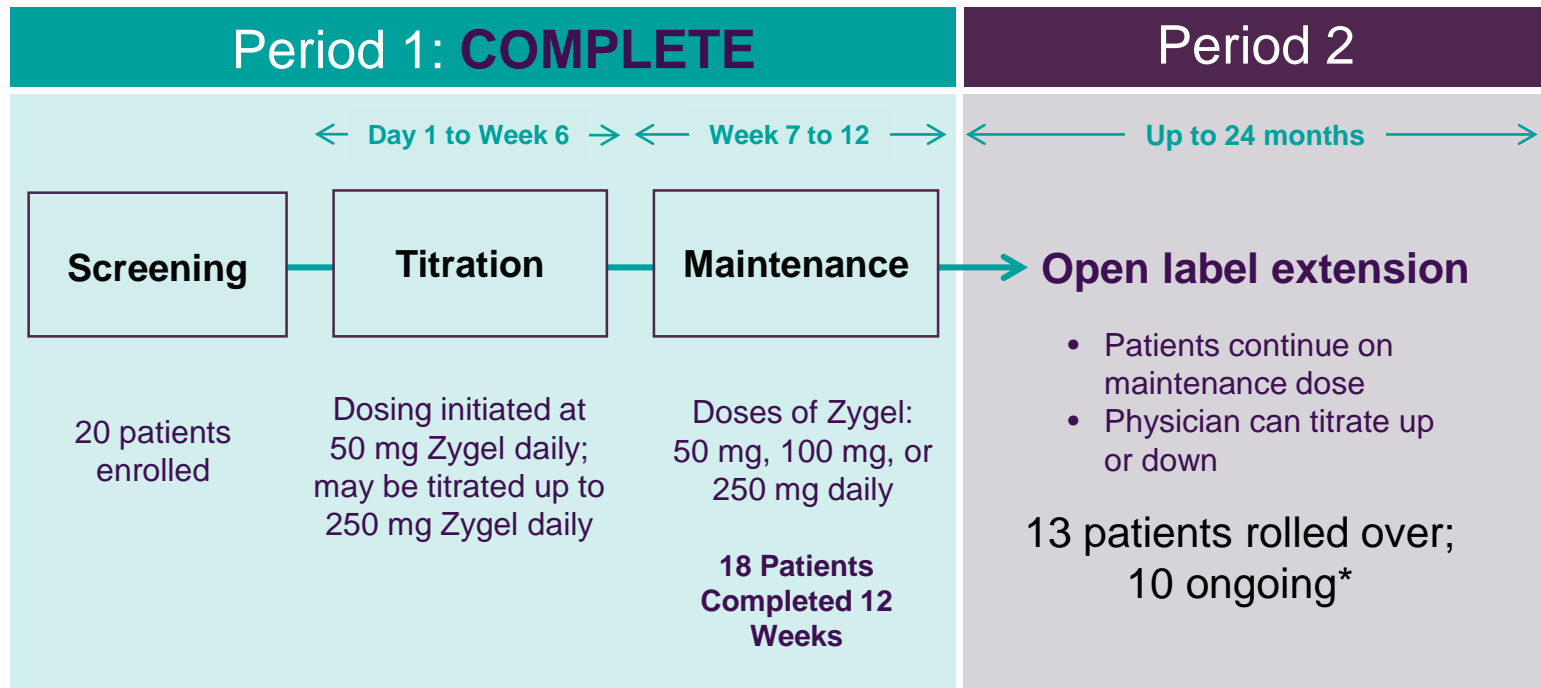 Period 1: COMPLETE
Period 2
Day 1 to Week 6
Week 7 to 12
Up to 24 months
Screening
Titration
Maintenance
Open label extension
20 patients
enrolled
Dosing initiated at
50 mg Zygel daily;
may be titrated up to
250 mg Zygel daily
Doses of Zygel:
50 mg, 100 mg, or
250 mg daily
18 Patients
Completed 12
Weeks
• Patients continue on
maintenance dose
• Physician can titrate up
or down
13 patients rolled over;
10 ongoing*